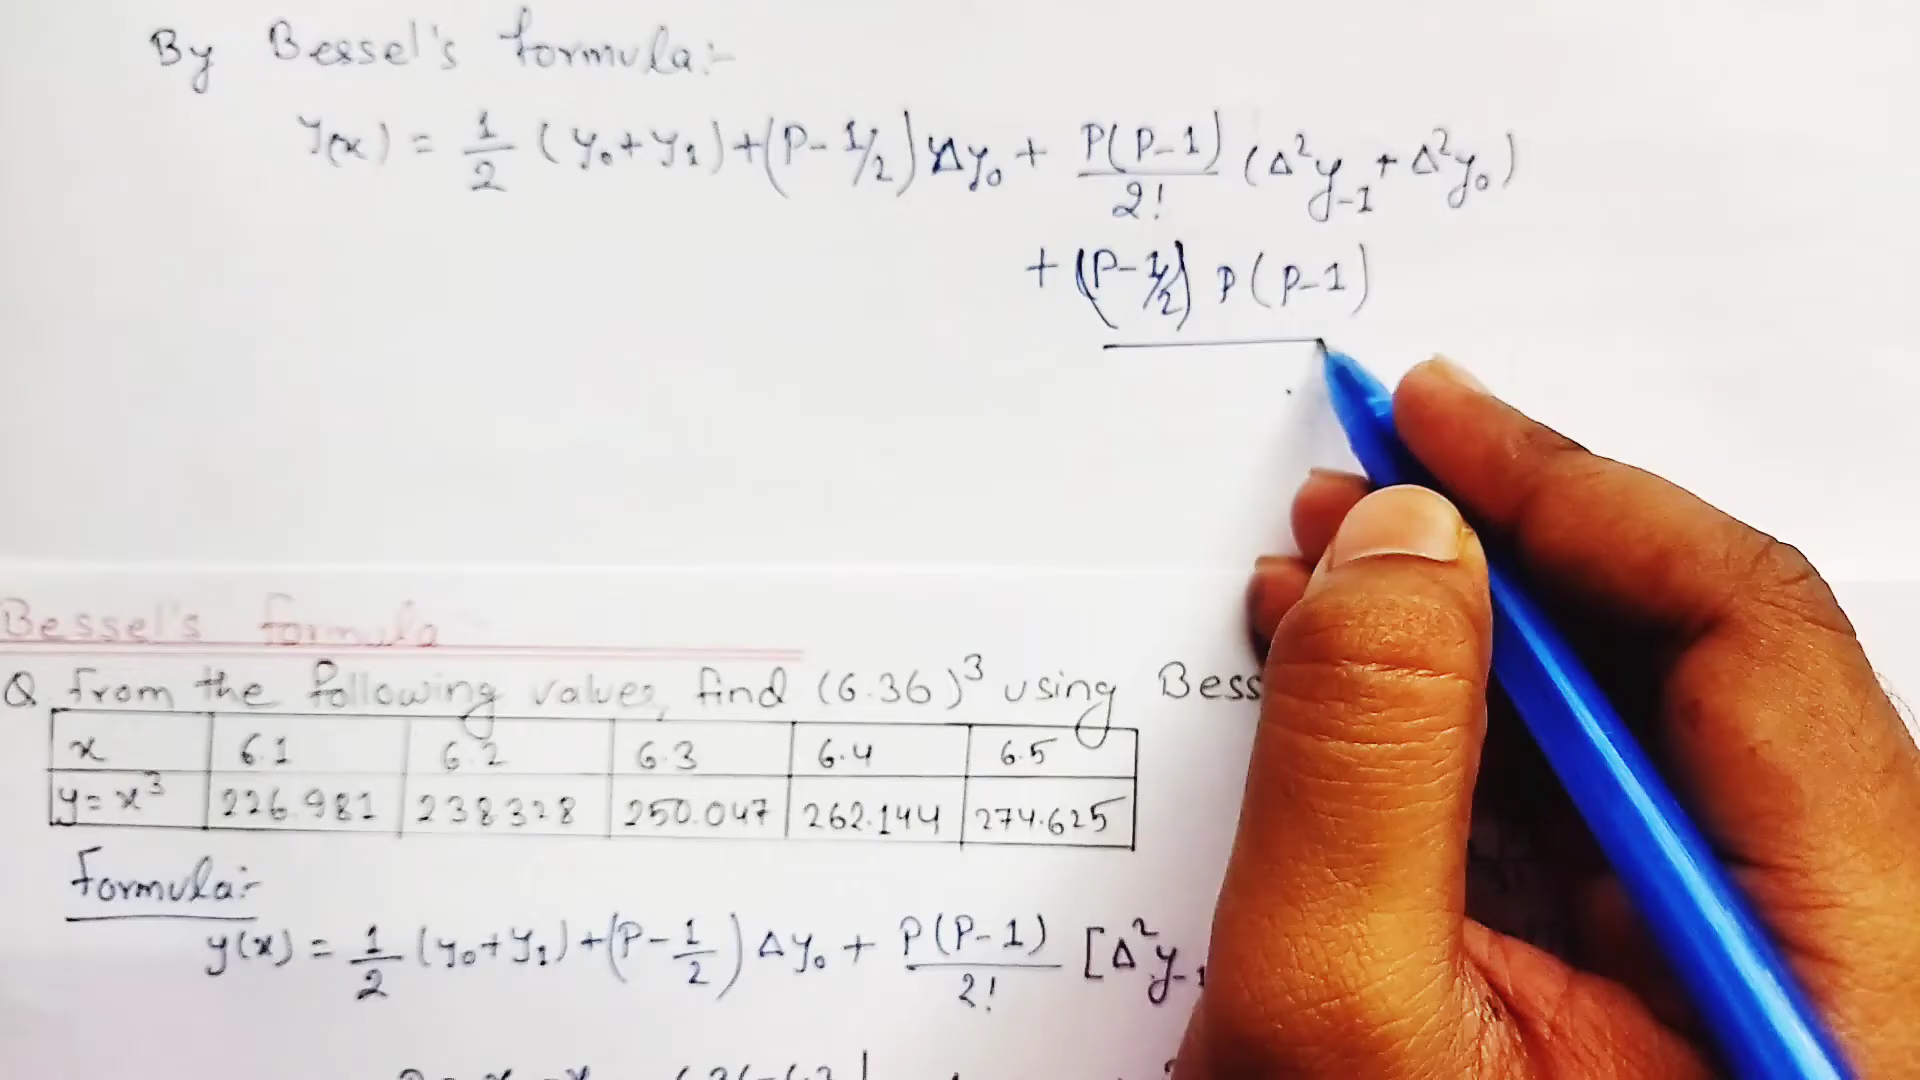 By Bessel's formula:-
y(x) = 1/2 (y₀+y₁)+(P-1/2) Δy₀ + P(P-1)/2! (Δ²y₋₁+Δ²y₀)
+(P-1/2) P(P-1)
Bessel's formula
Q from the following values, find (6.36)³ using Bess
x 6.1 6.2 6.3 6.4 6.5
y=x³ 226.981 238.328 250.047 262.144 274.625
Formula:-
y(x) = 1/2 (y₀+y₁)+(P-1/2) Δy₀ + P(P-1)/2! [Δ²y₋₁